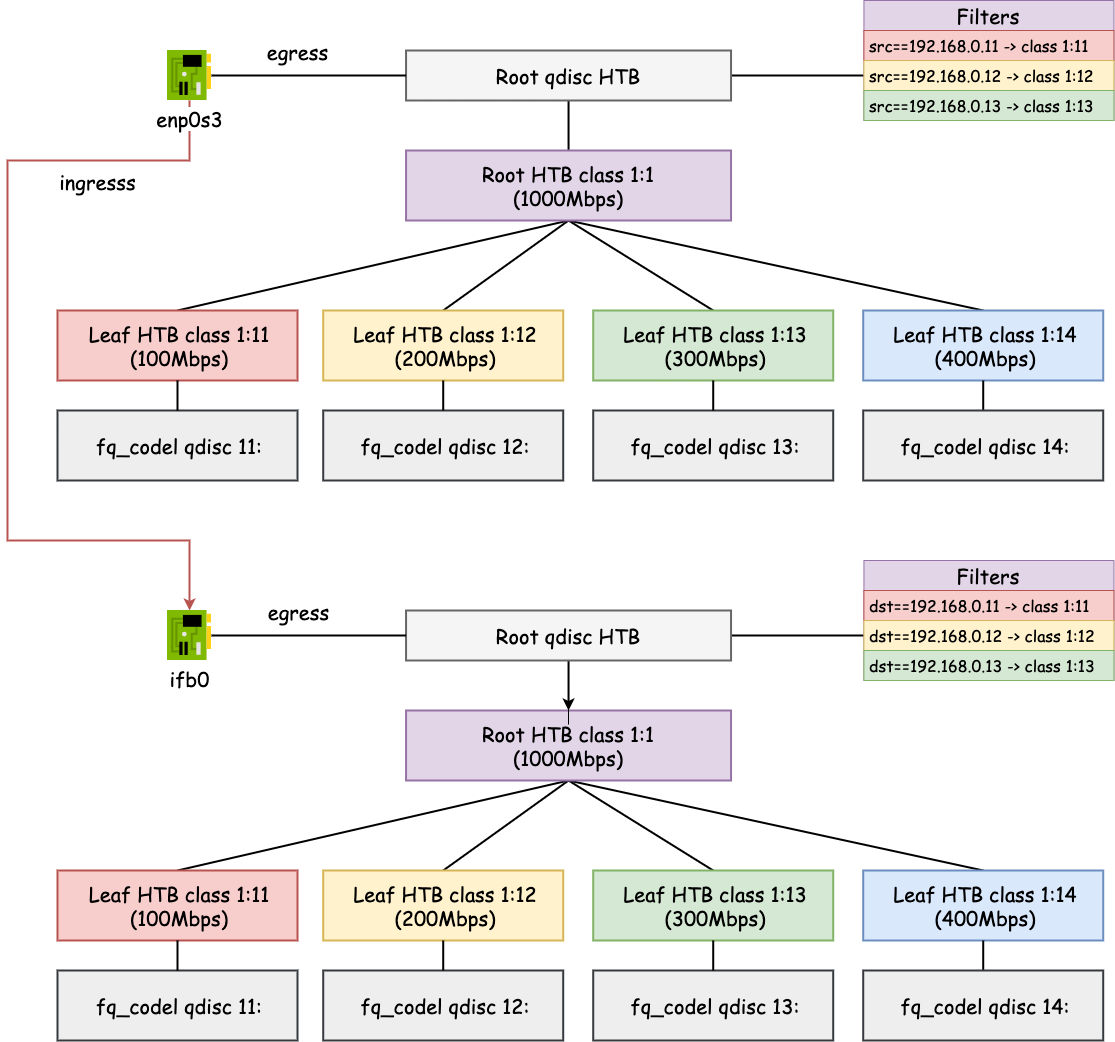 Filters
egress
src==192.168.0.11 -> class 1:11
Root qdisc HTB
src==192.168.0.12 -> class 1:12
src==192.168.0.13 -> class 1:13
enp0s3
ingresss
Root HTB class 1:1
(1000Mbps)
Leaf HTB class 1:11
(100Mbps)
Leaf HTB class 1:12
(200Mbps)
Leaf HTB class 1:13
(300Mbps)
Leaf HTB class 1:14
(400Mbps)
fq_codel qdisc 11:
fq_codel qdisc 12:
fq_codel qdisc 13:
fq_codel qdisc 14:
Filters
egress
dst==192.168.0.11 -> class 1:11
Root qdisc HTB
dst==192.168.0.12 -> class 1:12
dst==192.168.0.13 -> class 1:13
ifb0
Root HTB class 1:1
(1000Mbps)
Leaf HTB class 1:11
(100Mbps)
Leaf HTB class 1:12
(200Mbps)
Leaf HTB class 1:13
(300Mbps)
Leaf HTB class 1:14
(400Mbps)
fq_codel qdisc 11:
fq_codel qdisc 12:
fq_codel qdisc 13:
fq_codel qdisc 14: